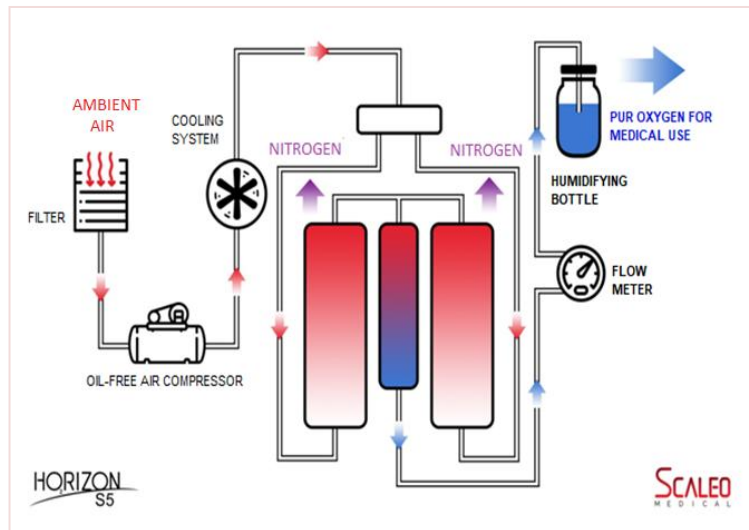 AMBIENT
AIR
COOLING
SYSTEM
NITROGEN
NITROGEN
PUR OXYGEN FOR
MEDICAL USE
HUMIDIFYING
BOTTLE
FILTER
FLOW
METER
OIL-FREE AIR COMPRESSOR
HORIZON
2
S5
SCALEO
MEDICAL